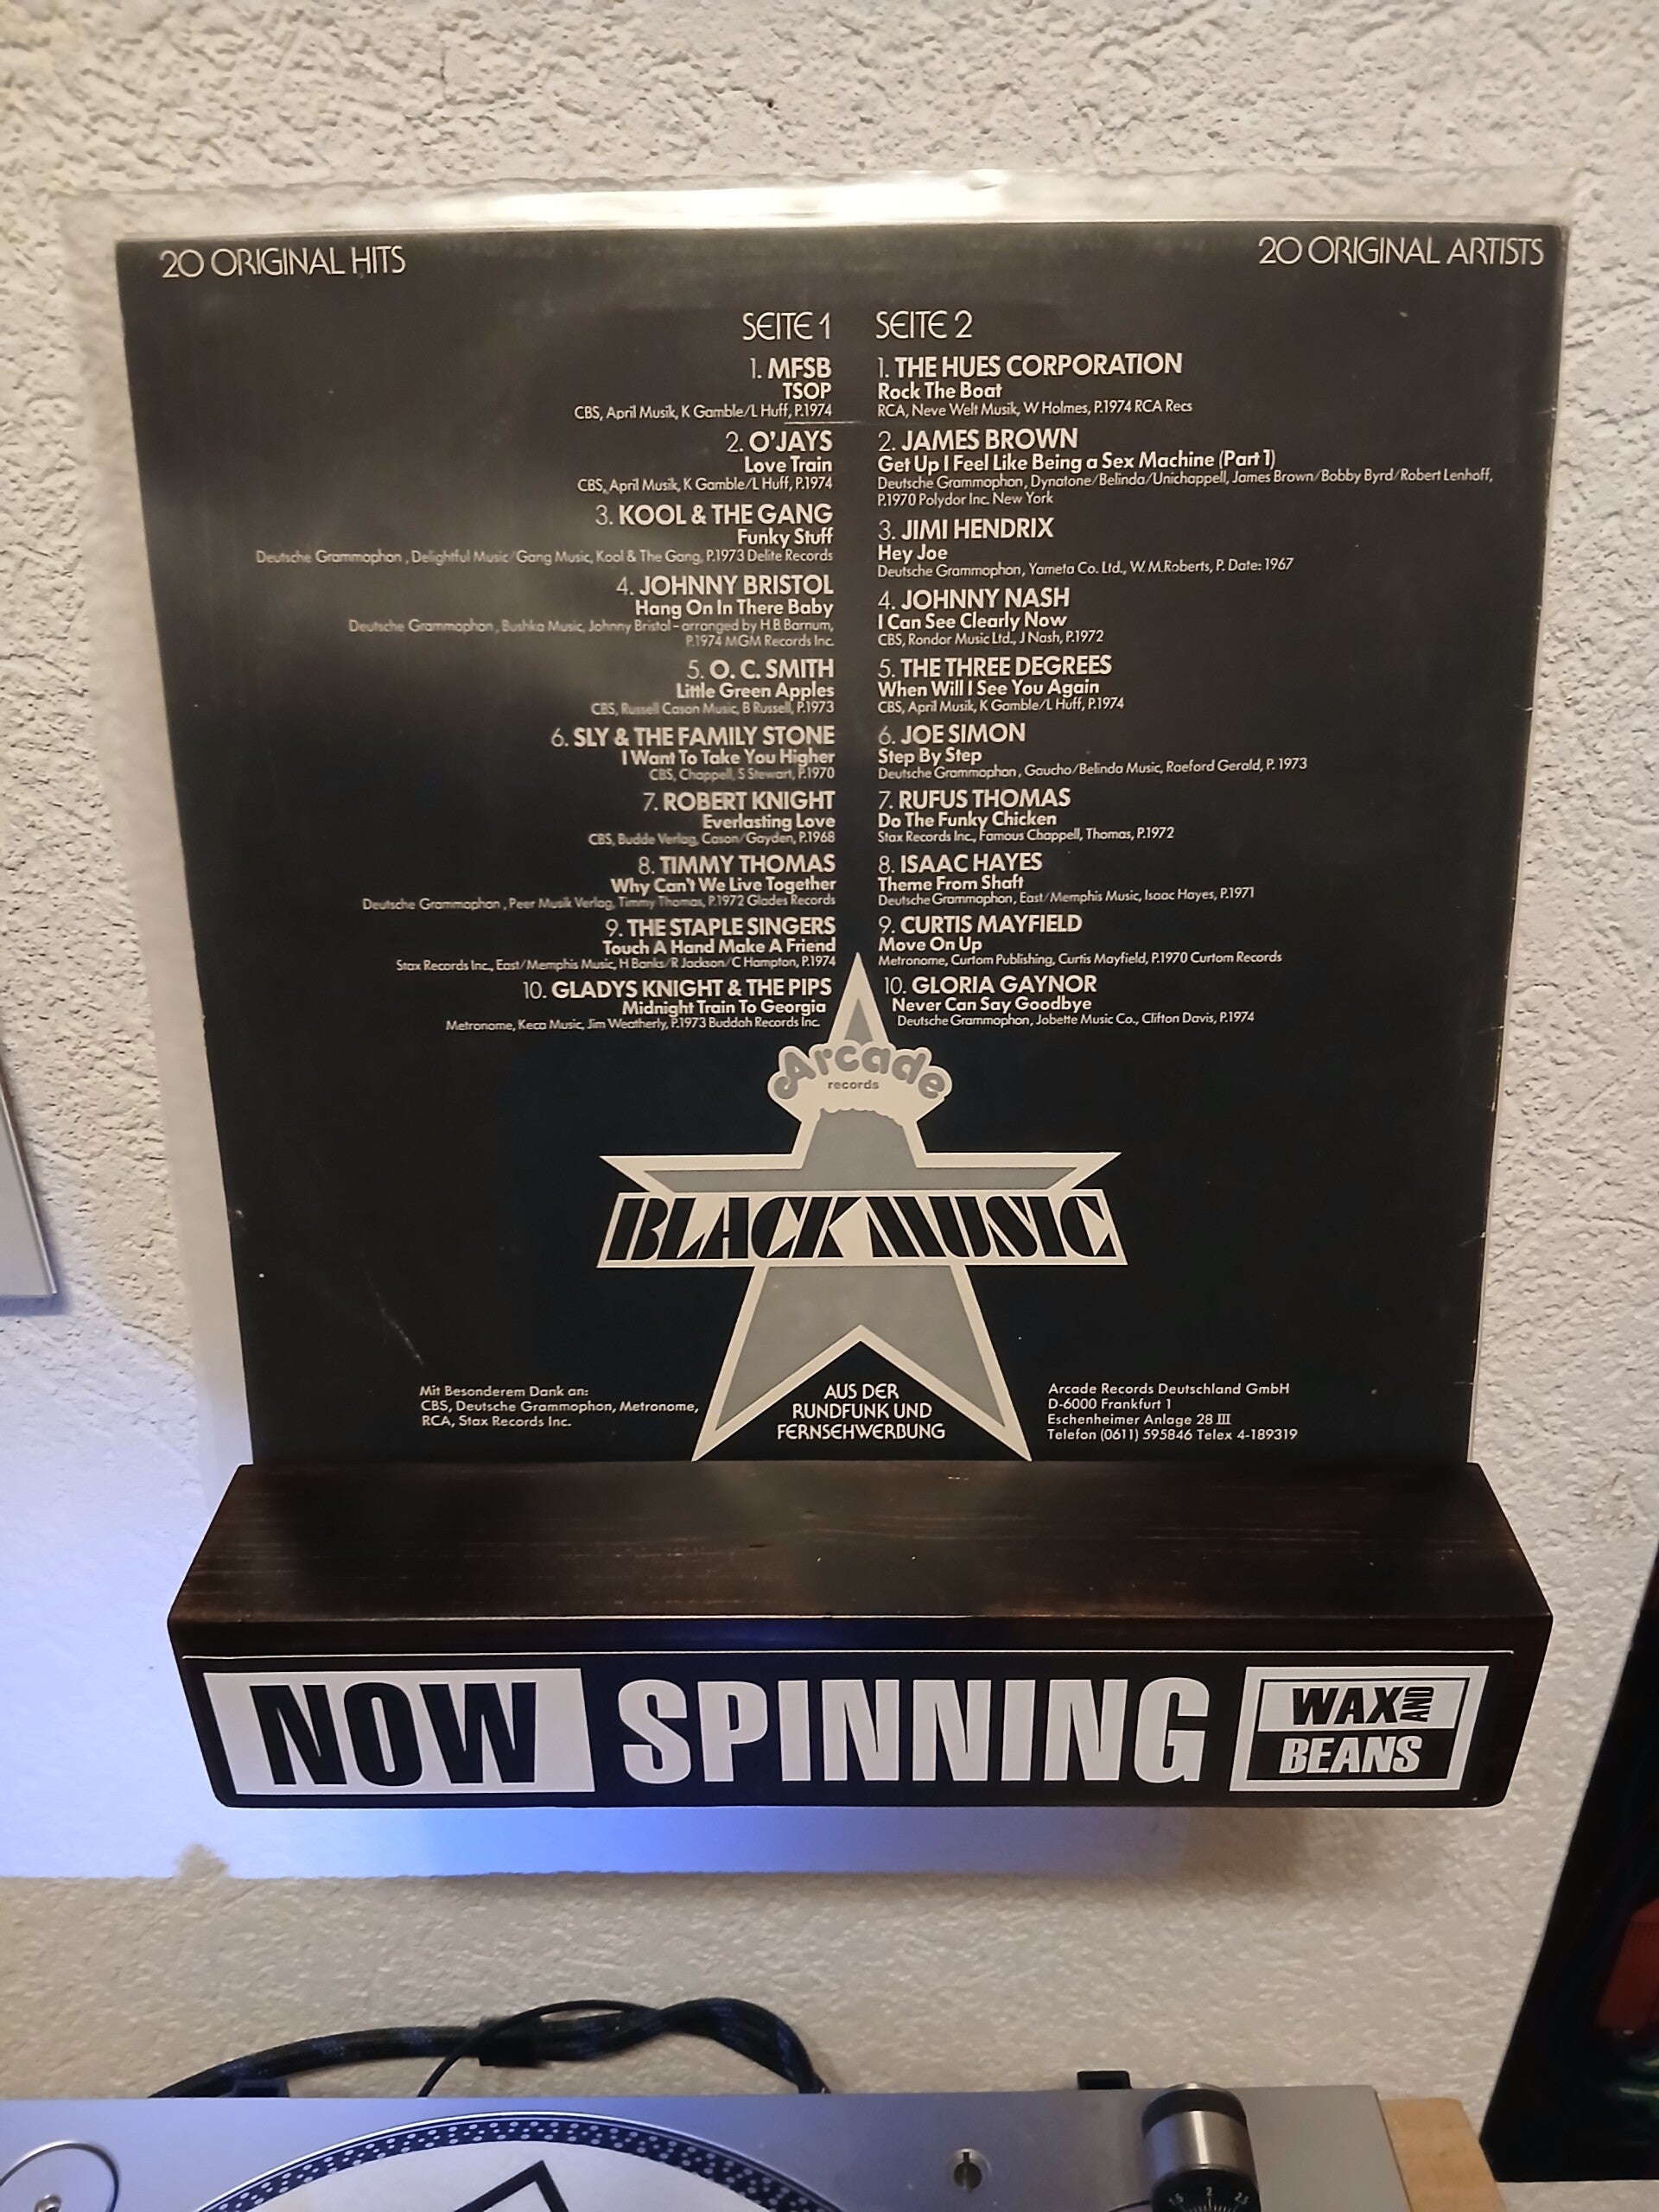 20 ORIGINAL HITS
20 ORIGINAL ARTISTS
SEITE 1
1. MFSB
TSOP
CBS, April Musik, K Gamble/L Huff, P.1974
2. O'JAYS
Love Train
CBS, April Musik, K Gamble/L Huff, P.1974
3. KOOL & THE GANG
Funky Stuff
Deutsche Grammophon, Delightful Music/Gang Music, Kool & The Gang, P.1973 Delite Records
4. JOHNNY BRISTOL
Hang On In There Baby
Deutsche Grammophon, Bushka Music, Johnny Bristol - arranged by H.B. Barnum,
P.1974 MGM Records Inc.
5. O. C. SMITH
Little Green Apples
CBS, Russell Cason Music, B Russell, P.1973
6. SLY & THE FAMILY STONE
I Want To Take You Higher
CBS, Chappell, S Stewart, P.1970
7. ROBERT KNIGHT
Everlasting Love
CBS, Budde Verlag, Cason/Gayden, P.1968
8. TIMMY THOMAS
Why Can't We Live Together
Deutsche Grammophon, Peer Musik Verlag, Timmy Thomas, P.1972 Glades Records
9. THE STAPLE SINGERS
Touch A Hand Make A Friend
Stax Records Inc., East/Memphis Music, H Banks/R Jackson/C Hampton, P.1974
10. GLADYS KNIGHT & THE PIPS
Midnight Train To Georgia
Metronome, Keca Music, Jim Weatherly, P.1973 Buddah Records Inc.
SEITE 2
1. THE HUES CORPORATION
Rock The Boat
RCA, Neve Welt Musik, W Holmes, P.1974 RCA Recs
2. JAMES BROWN
Get Up I Feel Like Being a Sex Machine (Part 1)
Deutsche Grammophon, Dynatone/Belinda/Unichappell, James Brown/Bobby Byrd/Robert Lenhoff,
P.1970 Polydor Inc. New York
3. JIMI HENDRIX
Hey Joe
Deutsche Grammophon, Yameta Co. Ltd., W. M. Roberts, P. Date: 1967
4. JOHNNY NASH
I Can See Clearly Now
CBS, Rondor Music Ltd., J Nash, P.1972
5. THE THREE DEGREES
When Will I See You Again
CBS, April Musik, K Gamble/L Huff, P.1974
6. JOE SIMON
Step By Step
Deutsche Grammophon, Gaucho/Belinda Music, Raeford Gerald, P. 1973
7. RUFUS THOMAS
Do The Funky Chicken
Stax Records Inc., Famous Chappell, Thomas, P.1972
8. ISAAC HAYES
Theme From Shaft
Deutsche Grammophon, East/Memphis Music, Isaac Hayes, P.1971
9. CURTIS MAYFIELD
Move On Up
Metronome, Curtom Publishing, Curtis Mayfield, P.1970 Curtom Records
10. GLORIA GAYNOR
Never Can Say Goodbye
Deutsche Grammophon, Jobette Music Co., Clifton Davis, P.1974
Arcade
records
BLACK MUSIC
Mit Besonderem Dank an:
CBS, Deutsche Grammophon, Metronome,
RCA, Stax Records Inc.
AUS DER
RUNDFUNK UND
FERNSEHWERBUNG
Arcade Records Deutschland GmbH
D-6000 Frankfurt 1
Eschenheimer Anlage 28 III
Telefon (0611) 595846 Telex 4-189319
NOW SPINNING
WAX AND
BEANS
1.5 2 2.5